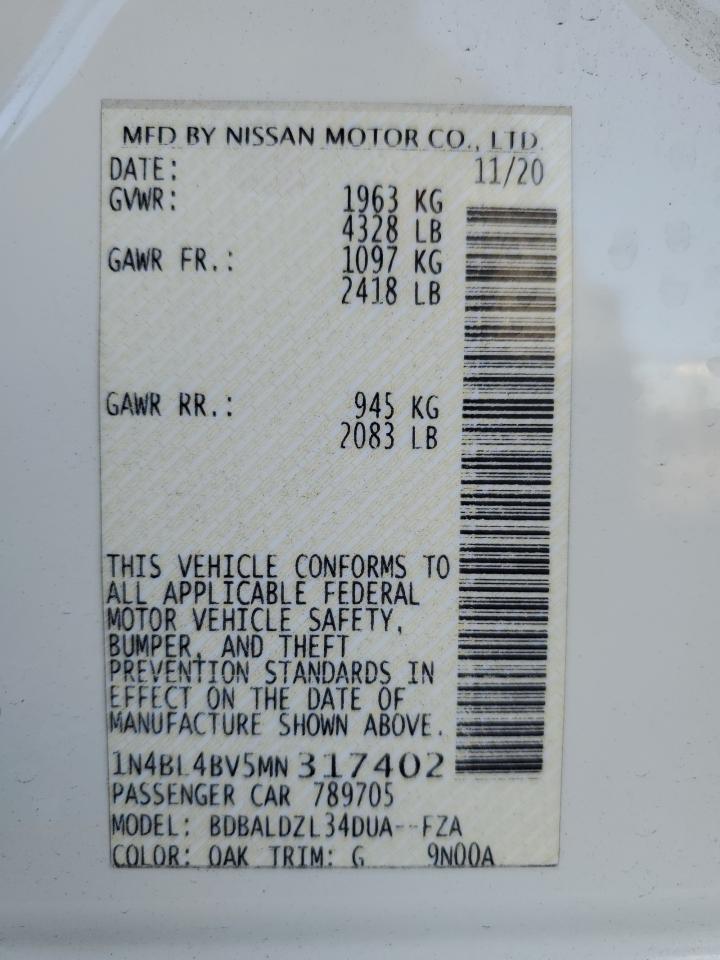 MFD BY NISSAN MOTOR CO., LTD.
DATE: 11/20
GVWR: 1963 KG
4328 LB
GAWR FR.: 1097 KG
2418 LB
GAWR RR.: 945 KG
2083 LB
THIS VEHICLE CONFORMS TO
ALL APPLICABLE FEDERAL
MOTOR VEHICLE SAFETY,
BUMPER, AND THEFT
PREVENTION STANDARDS IN
EFFECT ON THE DATE OF
MANUFACTURE SHOWN ABOVE.
1N4BL4BV5MN317402
PASSENGER CAR 789705
MODEL: BDBALDZL34DUA--FZA
COLOR: QAK TRIM: G 9N00A